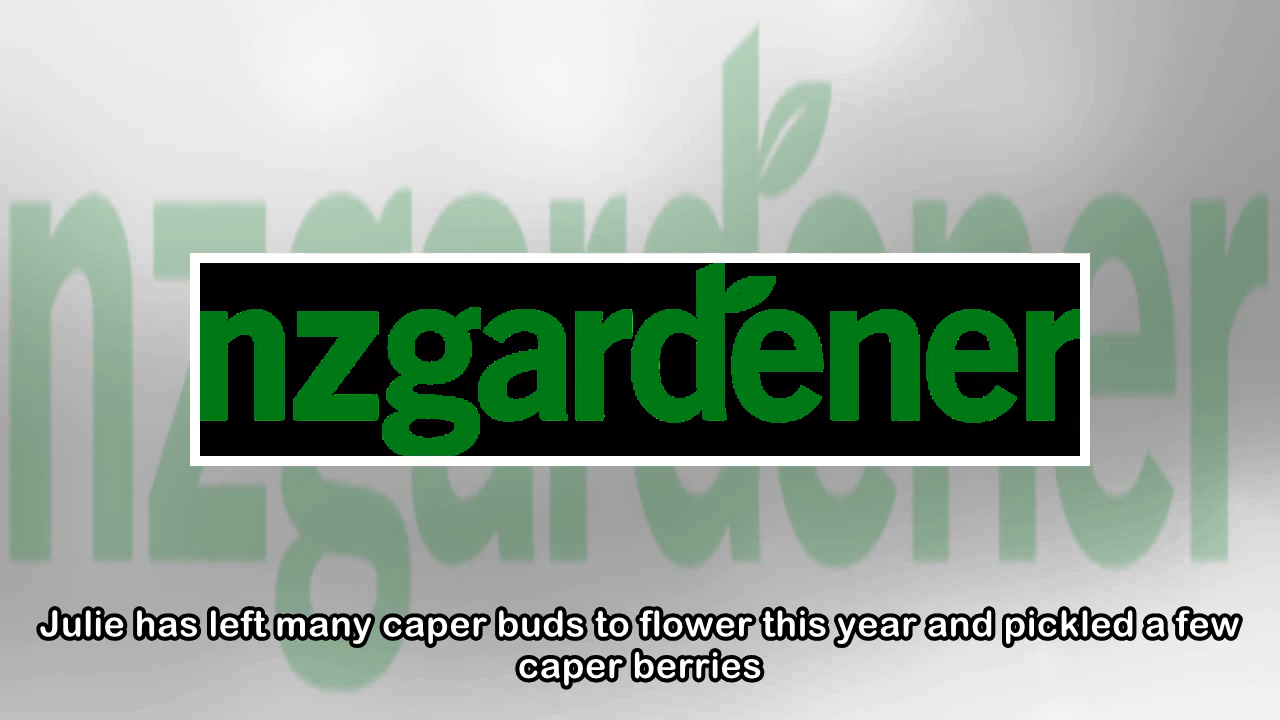 nzgardener
nzgardener
Julie has left many caper buds to flower this year and pickled a few
caper berries